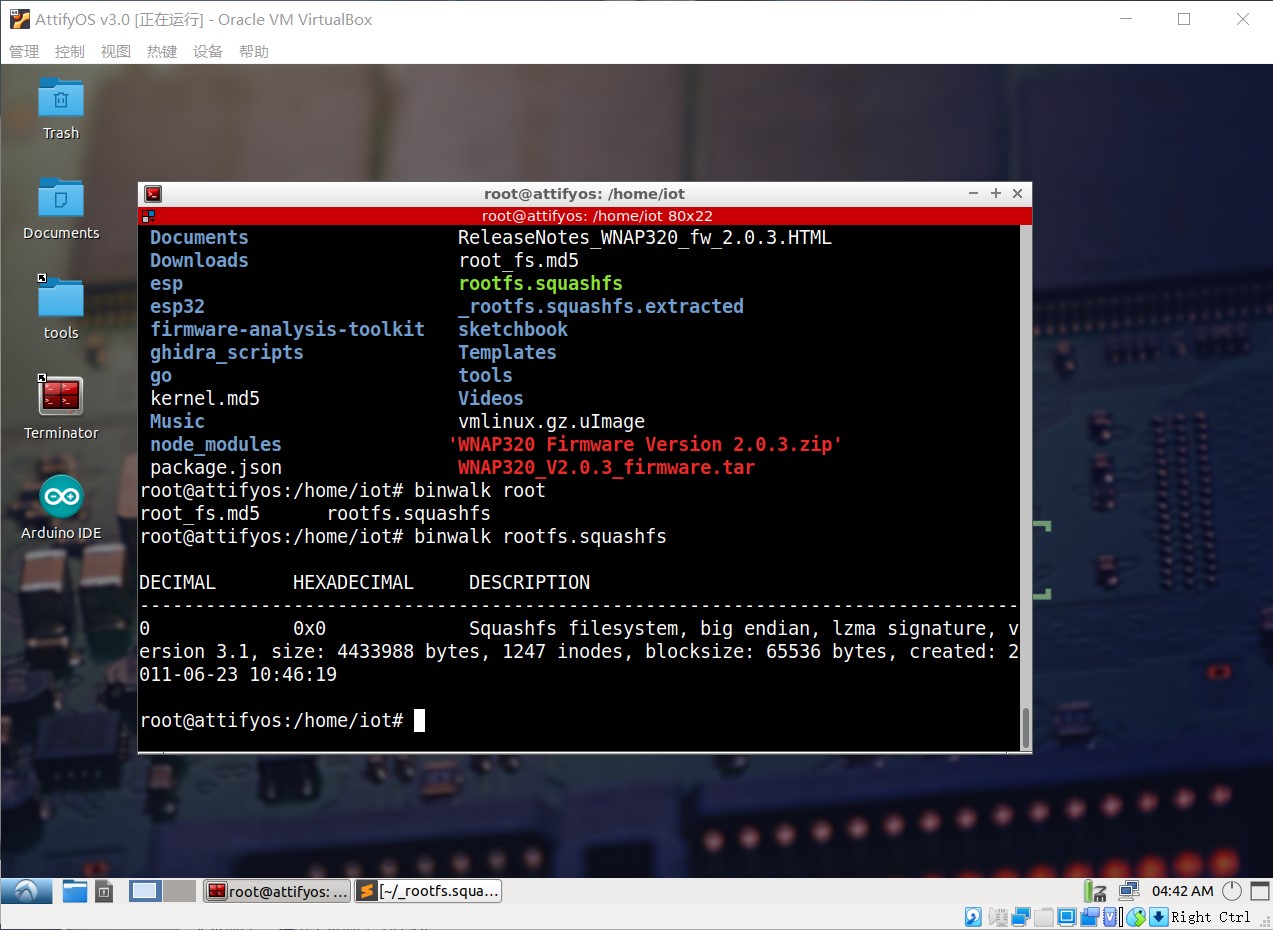 AttifyOS v3.0 [正在运行] - Oracle VM VirtualBox
管理 控制 视图 热键 设备 帮助
Trash
Documents
tools
Terminator
Arduino IDE
root@attifyos: /home/iot
root@attifyos: /home/iot 80x22
Documents ReleaseNotes_WNAP320_fw_2.0.3.HTML
Downloads root_fs.md5
esp rootfs.squashfs
esp32 _rootfs.squashfs.extracted
firmware-analysis-toolkit sketchbook
ghidra_scripts Templates
go tools
kernel.md5 Videos
Music vmlinux.gz.uImage
node_modules 'WNAP320 Firmware Version 2.0.3.zip'
package.json WNAP320_V2.0.3_firmware.tar
root@attifyos:/home/iot# binwalk root
root_fs.md5 rootfs.squashfs
root@attifyos:/home/iot# binwalk rootfs.squashfs
DECIMAL HEXADECIMAL DESCRIPTION
--------------------------------------------------------------------------------
0 0x0 Squashfs filesystem, big endian, lzma signature, v
ersion 3.1, size: 4433988 bytes, 1247 inodes, blocksize: 65536 bytes, created: 2
011-06-23 10:46:19
root@attifyos:/home/iot#
root@attifyos: ... [~/_rootfs.squa... 04:42 AM
Right Ctrl